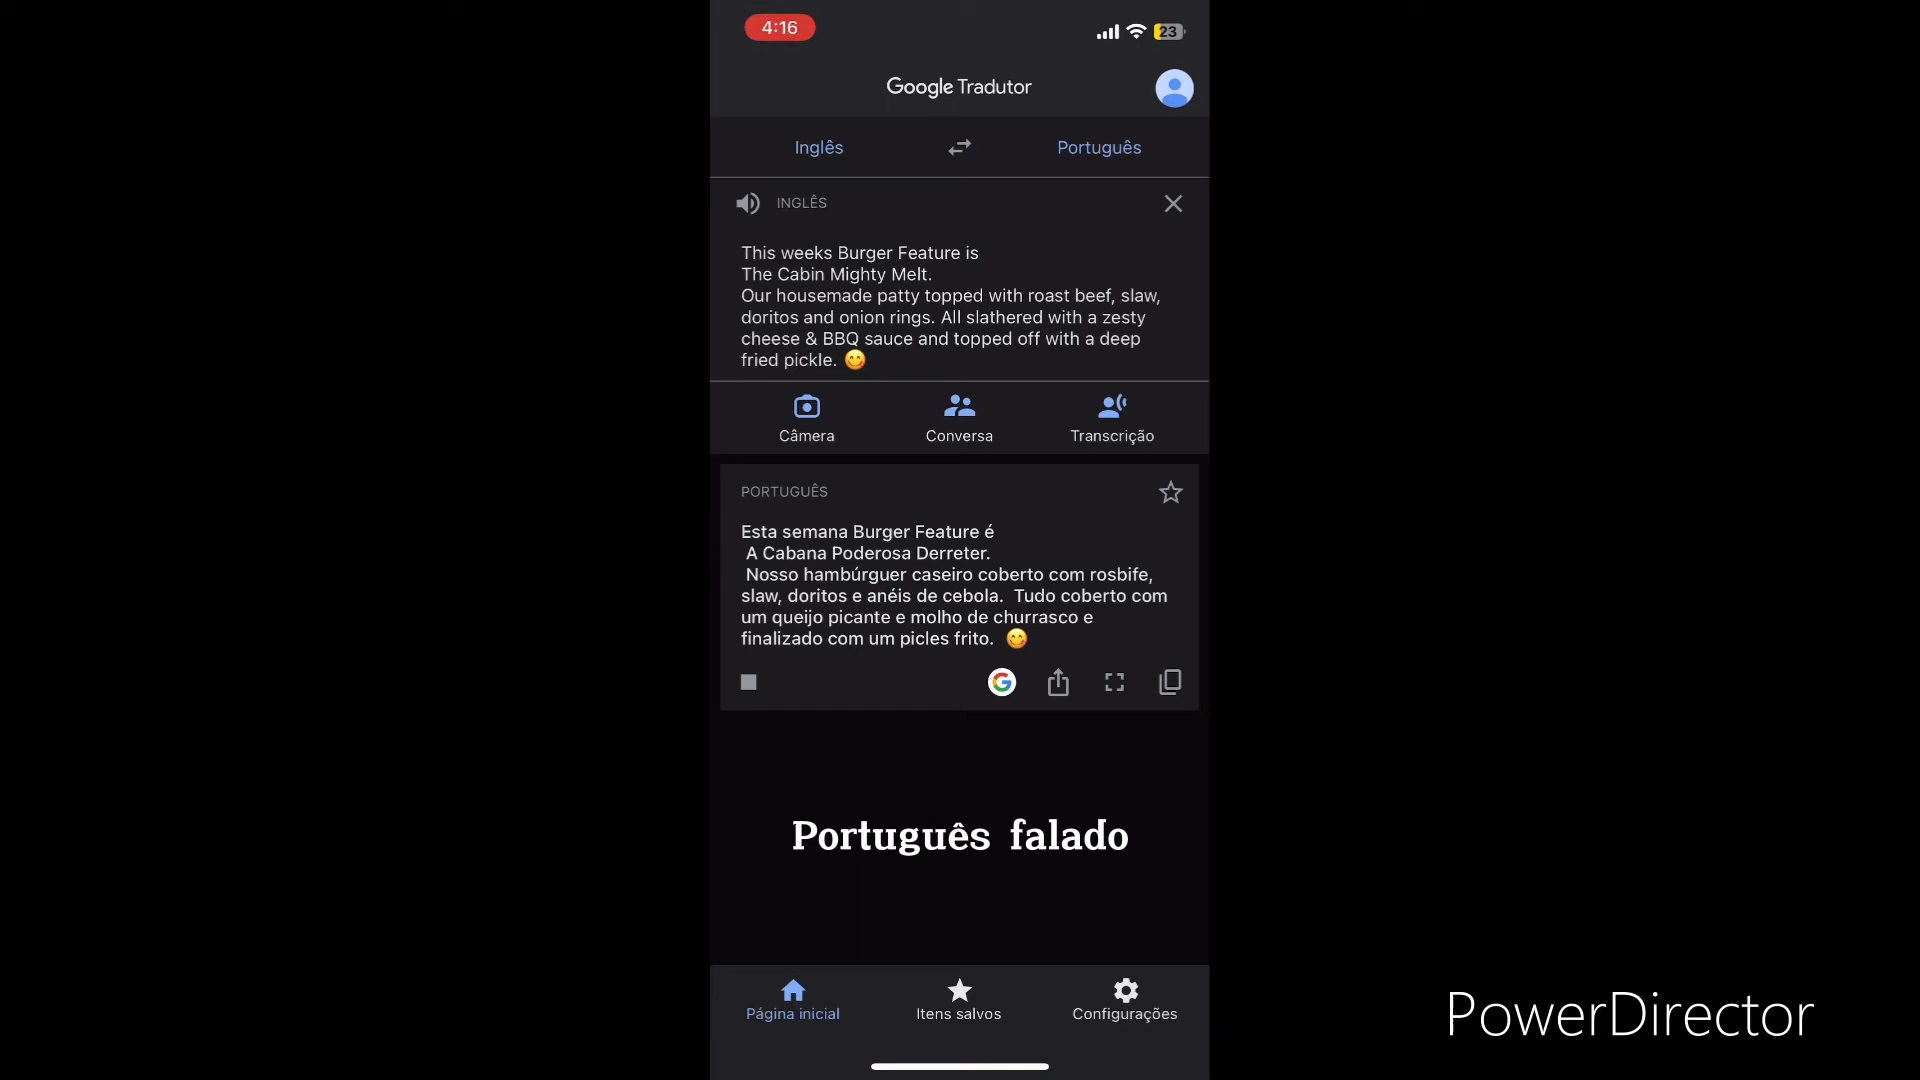 4:16
23
Google Tradutor
Inglês
Português
INGLÊS
This weeks Burger Feature is
The Cabin Mighty Melt.
Our housemade patty topped with roast beef, slaw,
doritos and onion rings. All slathered with a zesty
cheese & BBQ sauce and topped off with a deep
fried pickle. 😋
Câmera
Conversa
Transcrição
PORTUGUÊS
Esta semana Burger Feature é
A Cabana Poderosa Derreter.
Nosso hambúrguer caseiro coberto com rosbife,
slaw, doritos e anéis de cebola. Tudo coberto com
um queijo picante e molho de churrasco e
finalizado com um picles frito. 😋
G
Português falado
Página inicial
Itens salvos
Configurações
PowerDirector